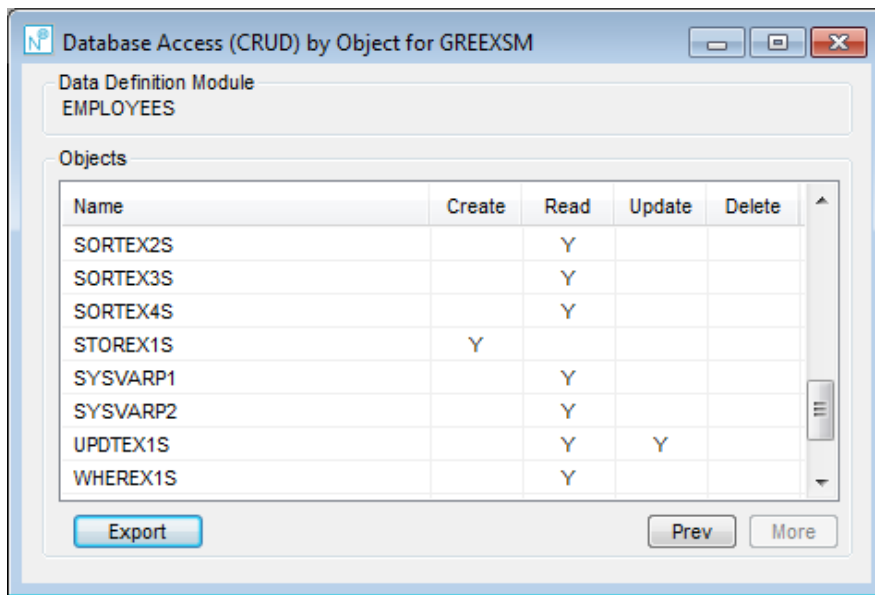 N Database Access (CRUD) by Object for GREEXSM
Data Definition Module
EMPLOYEES
Objects
Name Create Read Update Delete
SORTEX2S Y
SORTEX3S Y
SORTEX4S Y
STOREX1S Y
SYSVARP1 Y
SYSVARP2 Y
UPDTEX1S Y Y
WHEREX1S Y
Export Prev More